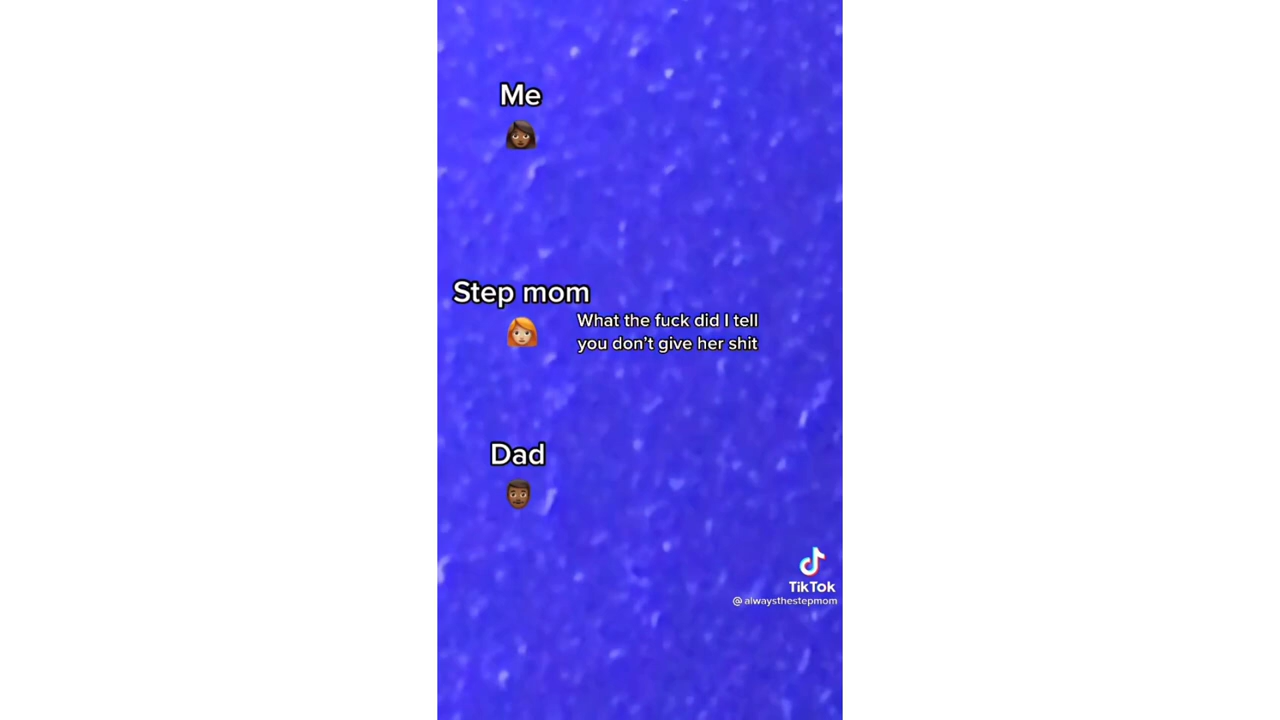 Me
Step mom
What the fuck did I tell
you don't give her shit
Dad
TikTok
@alwaysthestepmom